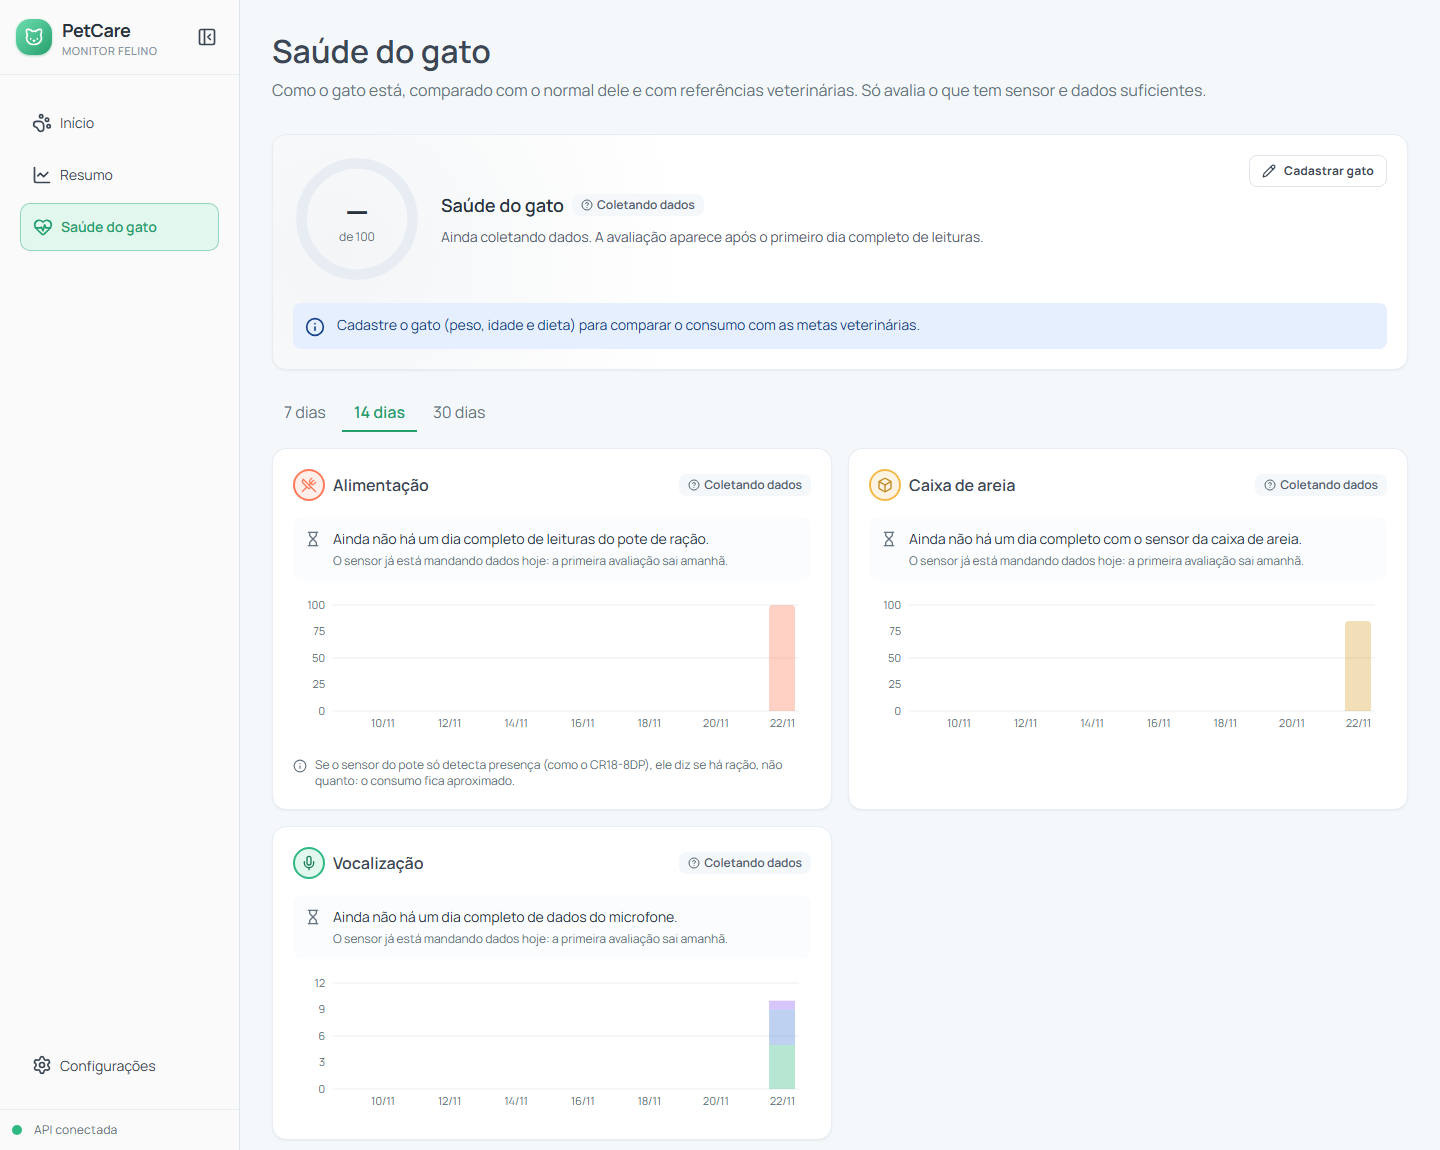 PetCare
MONITOR FELINO
Início
Resumo
Saúde do gato
Configurações
API conectada
Saúde do gato
Como o gato está, comparado com o normal dele e com referências veterinárias. Só avalia o que tem sensor e dados suficientes.
Cadastrar gato
—
de 100
Saúde do gato
Coletando dados
Ainda coletando dados. A avaliação aparece após o primeiro dia completo de leituras.
Cadastre o gato (peso, idade e dieta) para comparar o consumo com as metas veterinárias.
7 dias
14 dias
30 dias
Alimentação
Coletando dados
Ainda não há um dia completo de leituras do pote de ração.
O sensor já está mandando dados hoje: a primeira avaliação sai amanhã.
100
75
50
25
0
10/11 12/11 14/11 16/11 18/11 20/11 22/11
Se o sensor do pote só detecta presença (como o CR18-8DP), ele diz se há ração, não
quanto: o consumo fica aproximado.
Caixa de areia
Coletando dados
Ainda não há um dia completo com o sensor da caixa de areia.
O sensor já está mandando dados hoje: a primeira avaliação sai amanhã.
100
75
50
25
0
10/11 12/11 14/11 16/11 18/11 20/11 22/11
Vocalização
Coletando dados
Ainda não há um dia completo de dados do microfone.
O sensor já está mandando dados hoje: a primeira avaliação sai amanhã.
12
9
6
3
0
10/11 12/11 14/11 16/11 18/11 20/11 22/11